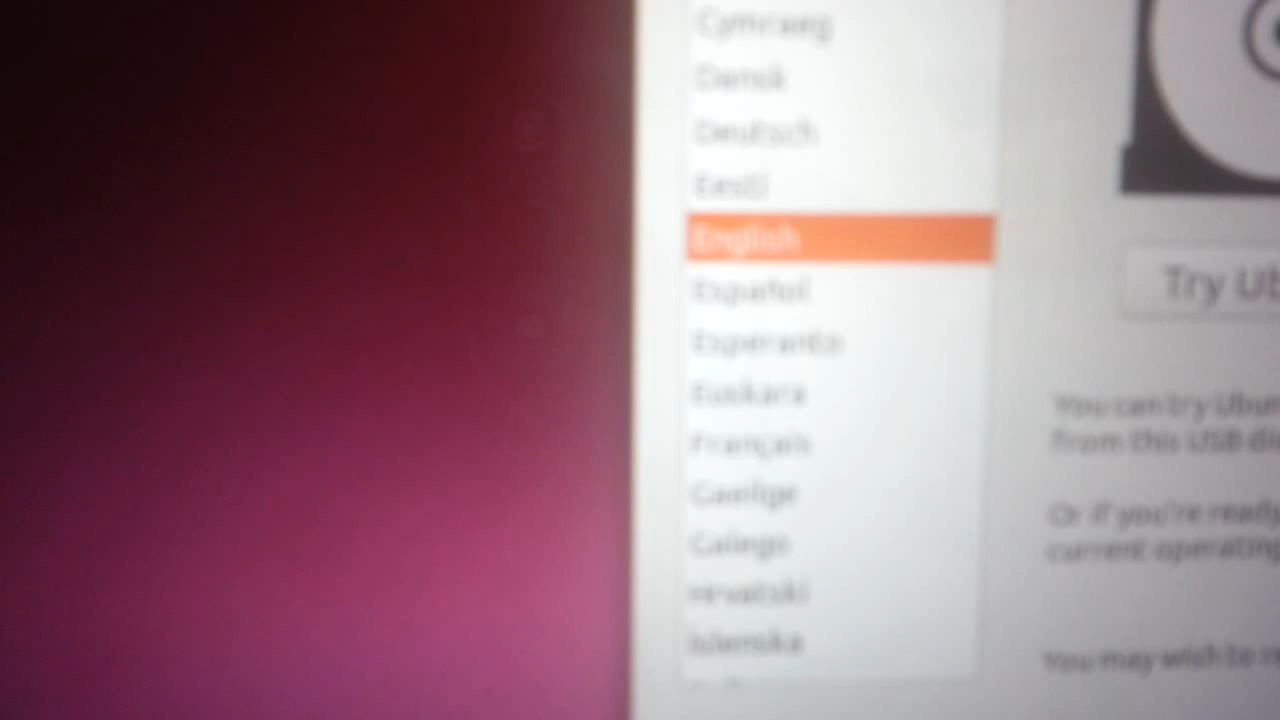 Cymraeg
Dansk
Deutsch
Eesti
English
Español
Esperanto
Euskara
Français
Gaeilge
Galego
Hrvatski
Íslenska
Try Ub
You can try Ubun
from this USB di
Or if you're ready
current operating
You may wish to r